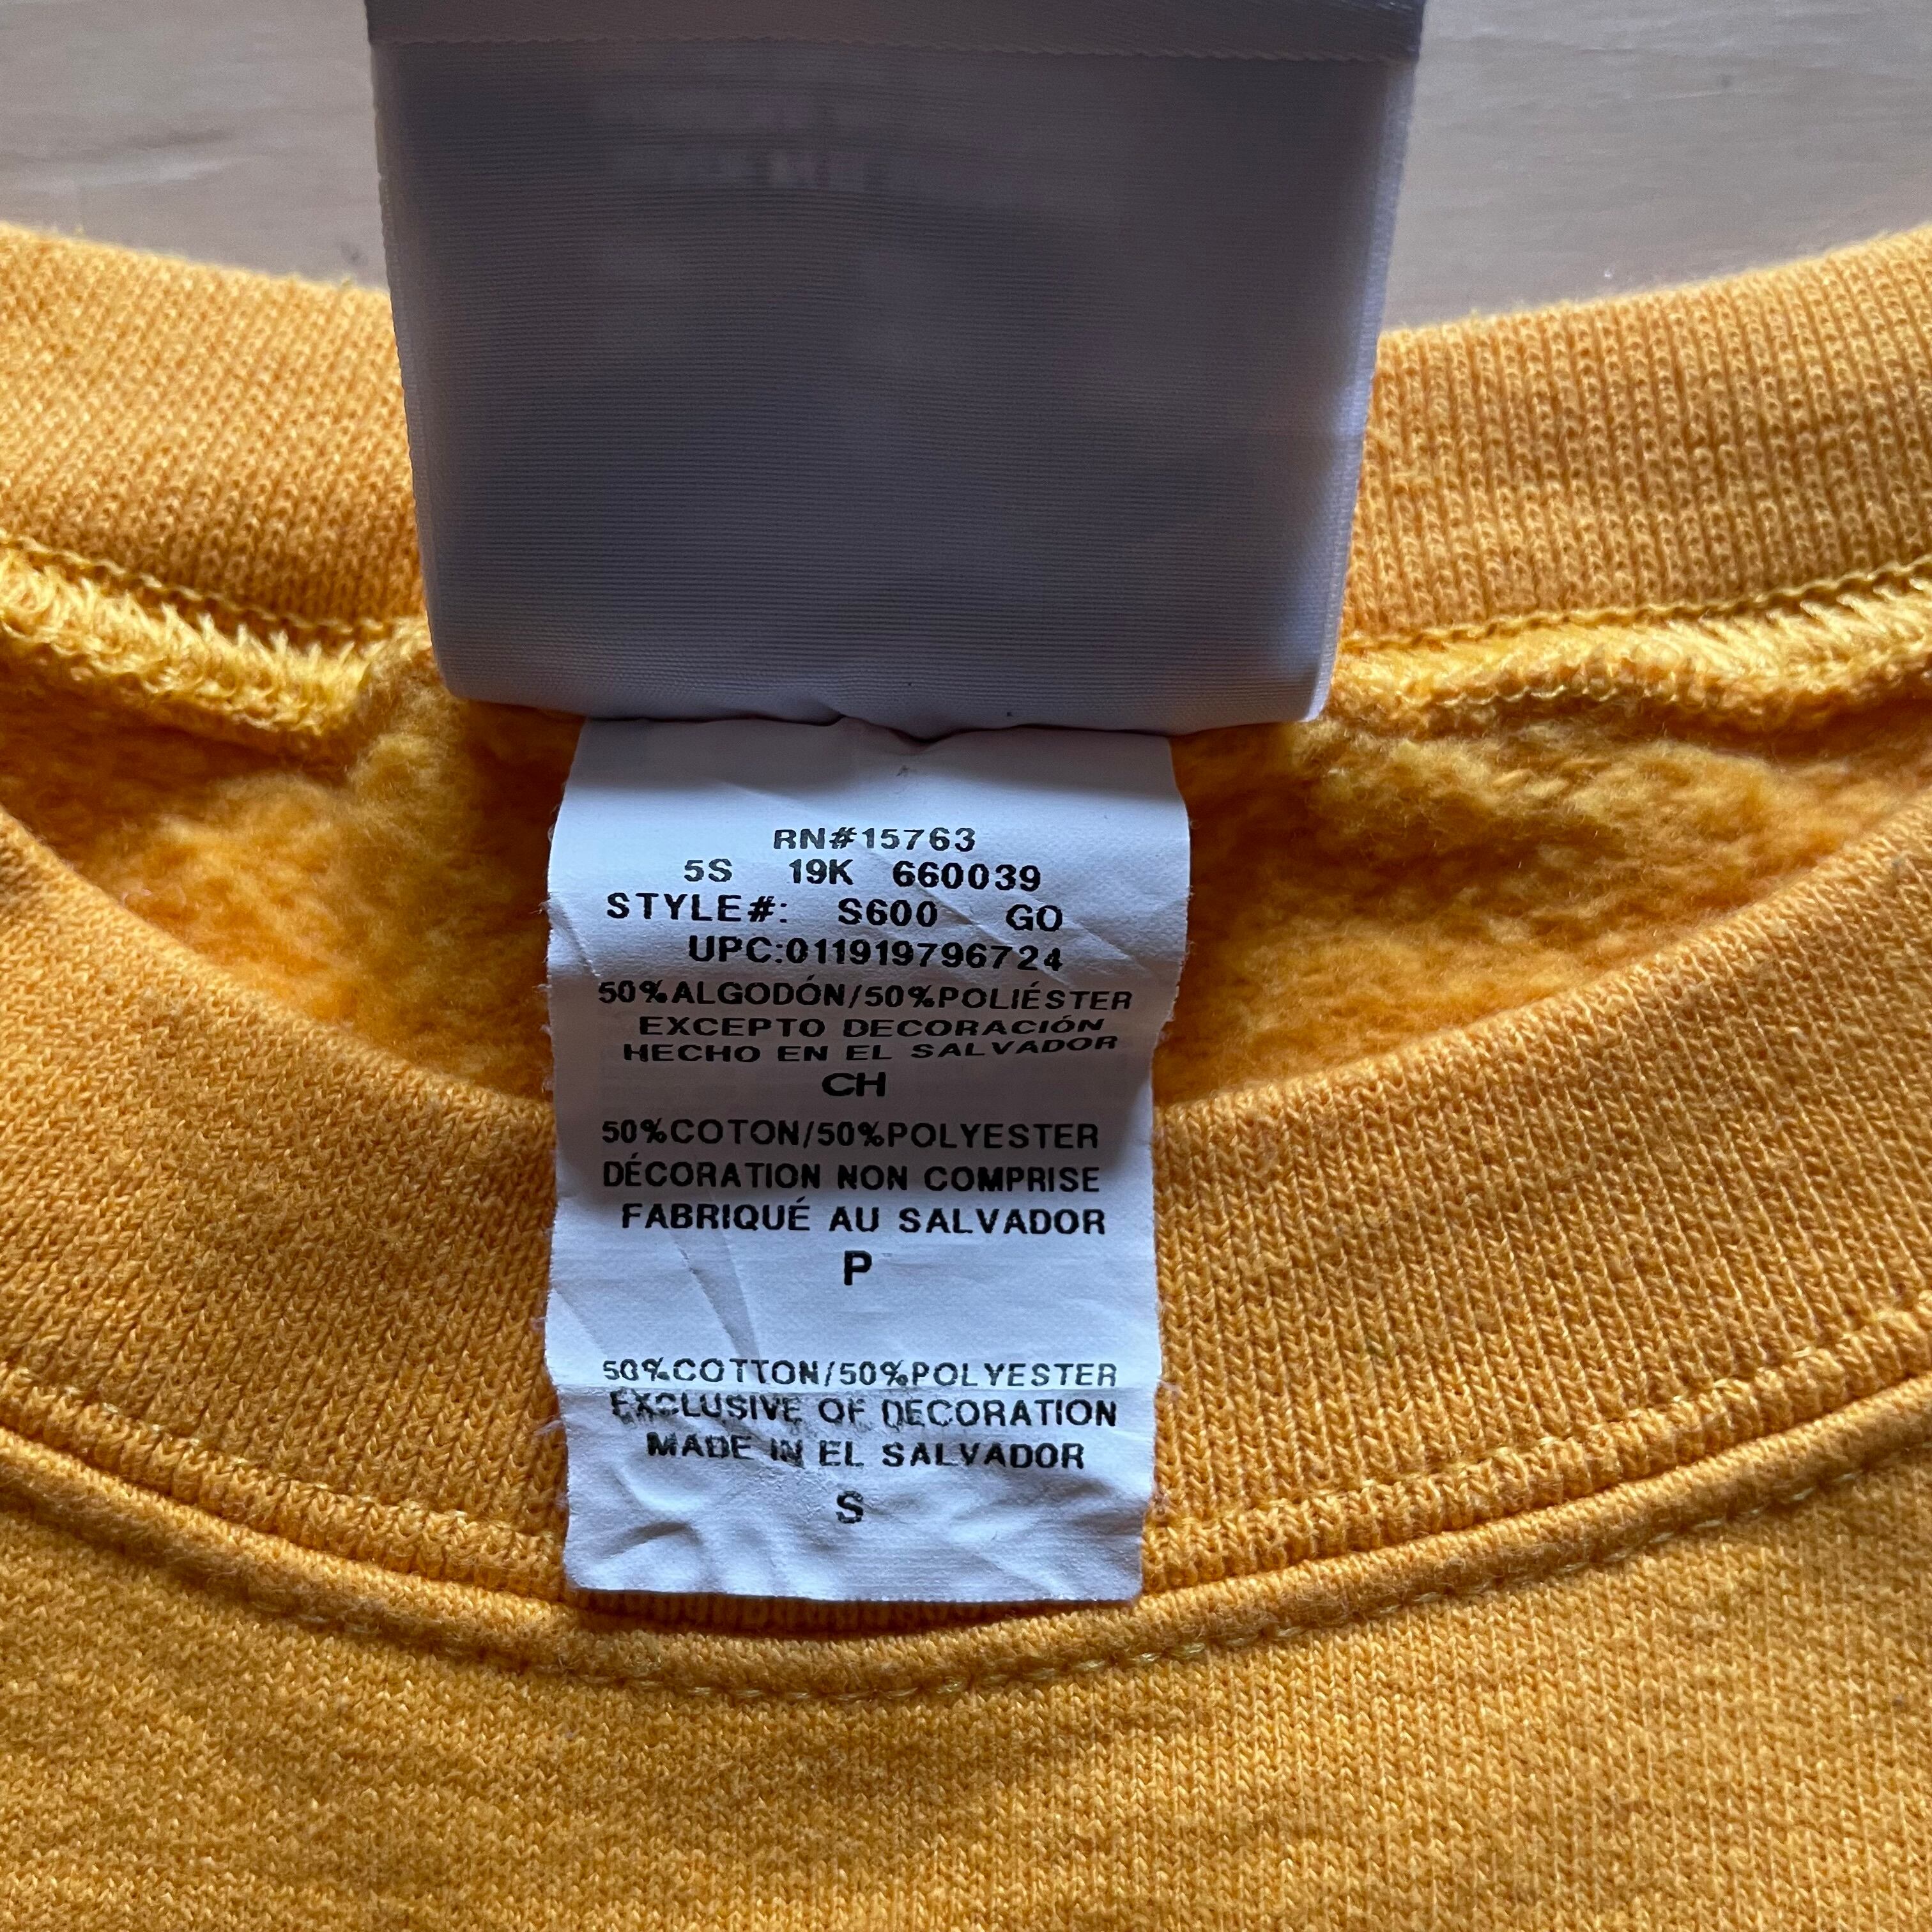 RN#15763
5S 19K 660039
STYLE#: S600 GO
UPC:011919796724
50%ALGODÓN/50%POLIÉSTER
EXCEPTO DECORACIÓN
HECHO EN EL SALVADOR
CH
50%COTON/50%POLYESTER
DÉCORATION NON COMPRISE
FABRIQUÉ AU SALVADOR
P
50%COTTON/50%POLYESTER
EXCLUSIVE OF DECORATION
MADE IN EL SALVADOR
S